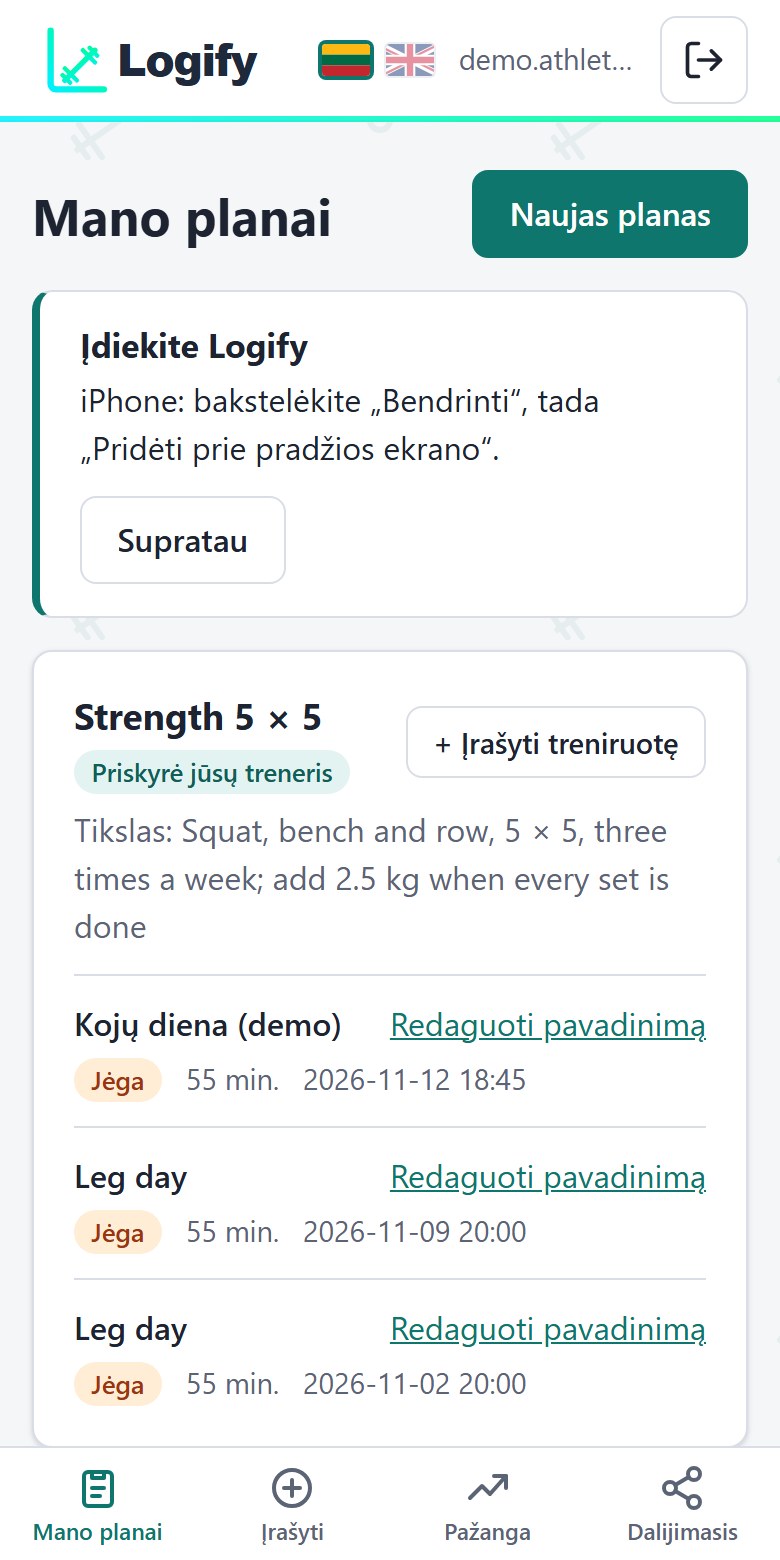 Logify
demo.athlet...
Mano planai
Naujas planas
Įdiekite Logify
iPhone: bakstelėkite „Bendrinti“, tada
„Pridėti prie pradžios ekrano“.
Supratau
Strength 5 × 5
+ Įrašyti treniruotę
Priskyrė jūsų treneris
Tikslas: Squat, bench and row, 5 × 5, three
times a week; add 2.5 kg when every set is
done
Kojų diena (demo) Redaguoti pavadinimą
Jėga 55 min. 2026-11-12 18:45
Leg day Redaguoti pavadinimą
Jėga 55 min. 2026-11-09 20:00
Leg day Redaguoti pavadinimą
Jėga 55 min. 2026-11-02 20:00
Mano planai Įrašyti Pažanga Dalijimasis